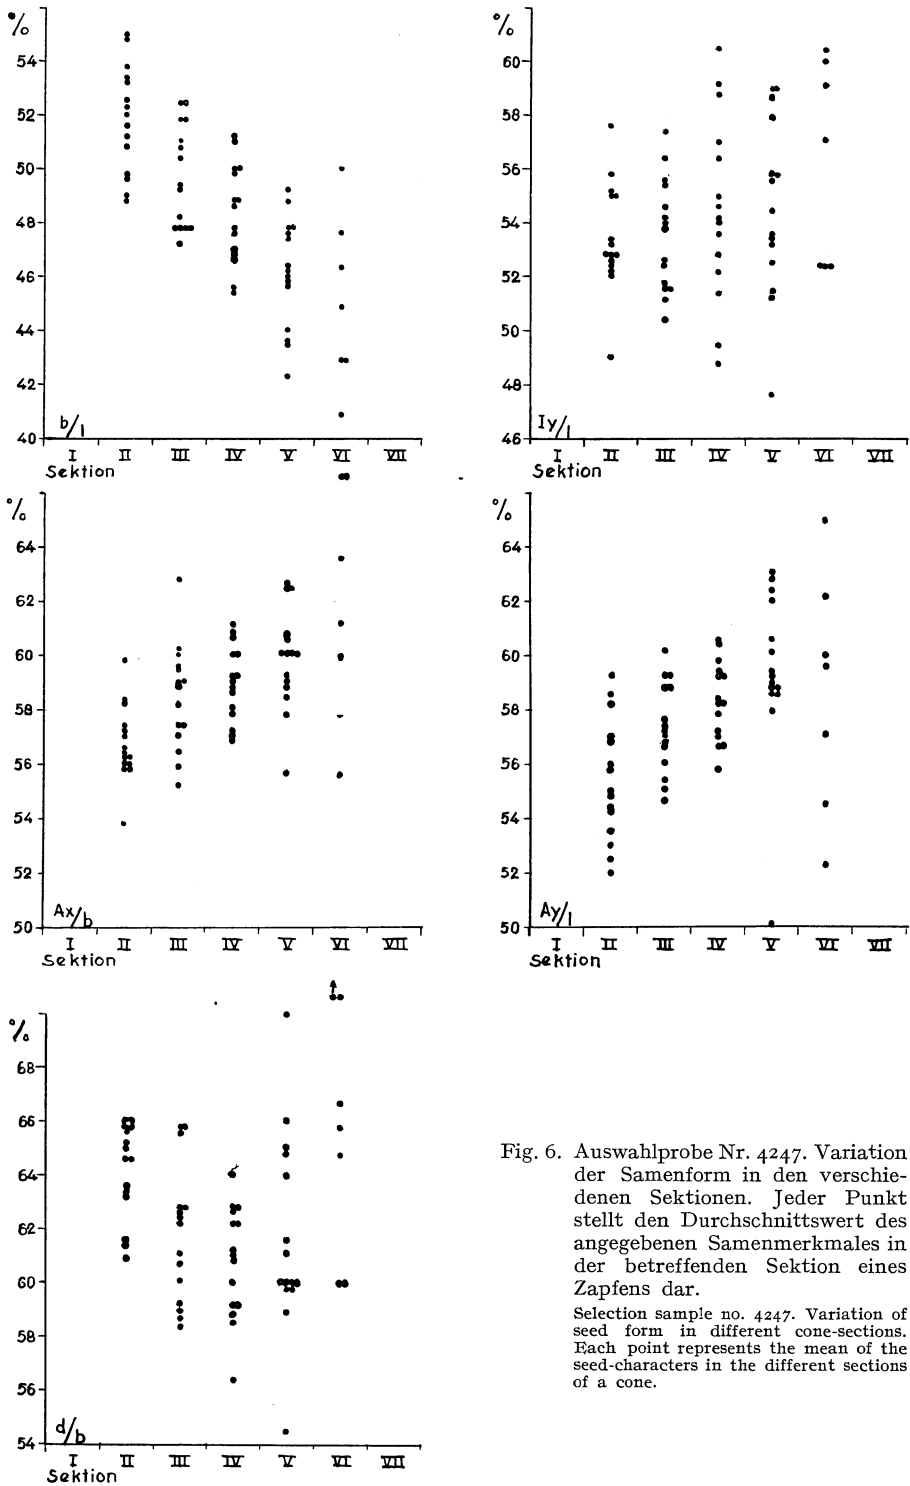 %
54
52
50
48
46
44
42
40
b/l
I II III IV V VI VII
Sektion
%
60
58
56
54
52
50
48
46
Iy/l
I II III IV V VI VII
Sektion
%
64
62
60
58
56
54
52
50
Ax/b
I II III IV V VI VII
Sektion
%
64
62
60
58
56
54
52
50
Ay/l
I II III IV V VI VII
Sektion
%
68
66
64
62
60
58
56
54
d/b
I II III IV V VI VII
Sektion
Fig. 6. Auswahlprobe Nr. 4247. Variation
der Samenform in den verschie-
denen Sektionen. Jeder Punkt
stellt den Durchschnittswert des
angegebenen Samenmerkmales in
der betreffenden Sektion eines
Zapfens dar.
Selection sample no. 4247. Variation of
seed form in different cone-sections.
Each point represents the mean of the
seed-characters in the different sections
of a cone.